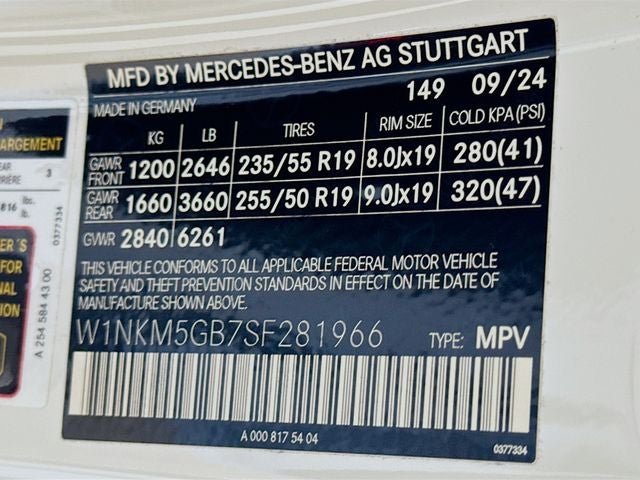 MFD BY MERCEDES-BENZ AG STUTTGART
MADE IN GERMANY 149 09/24
KG LB TIRES RIM SIZE COLD KPA (PSI)
GAWR FRONT 1200 2646 235/55 R19 8.0Jx19 280(41)
GAWR REAR 1660 3660 255/50 R19 9.0Jx19 320(47)
GVWR 2840 6261
THIS VEHICLE CONFORMS TO ALL APPLICABLE FEDERAL MOTOR VEHICLE
SAFETY AND THEFT PREVENTION STANDARDS IN EFFECT ON THE DATE OF
MANUFACTURE SHOWN ABOVE.
W1NKM5GB7SF281966 TYPE: MPV
A 000 817 54 04 0377334
ARGEMENT
3
816
0377334
FOR
A 254 584 43 00